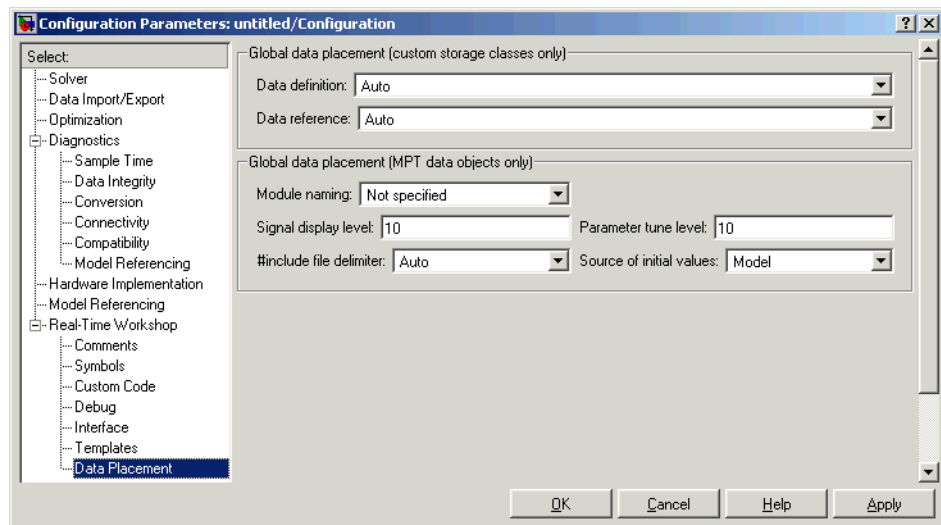 Configuration Parameters: untitled/Configuration
Select:
Solver
Data Import/Export
Optimization
Diagnostics
Sample Time
Data Integrity
Conversion
Connectivity
Compatibility
Model Referencing
Hardware Implementation
Model Referencing
Real-Time Workshop
Comments
Symbols
Custom Code
Debug
Interface
Templates
Data Placement
Global data placement (custom storage classes only)
Data definition: Auto
Data reference: Auto
Global data placement (MPT data objects only)
Module naming: Not specified
Signal display level: 10 Parameter tune level: 10
#include file delimiter: Auto Source of initial values: Model
OK Cancel Help Apply